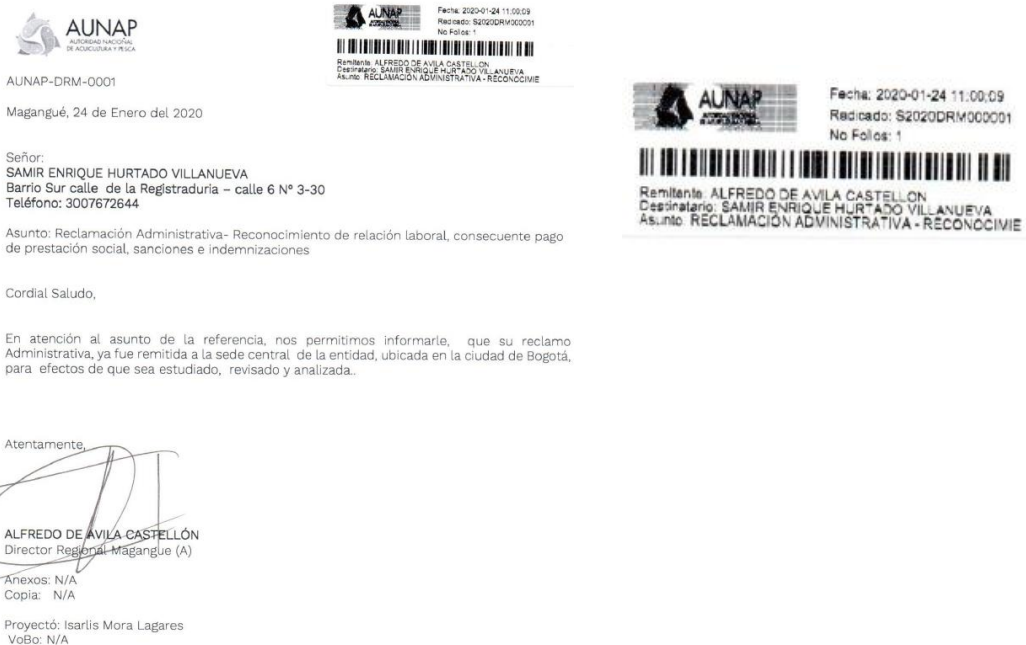 AUNAP
AUTORIDAD NACIONAL
DE ACUICULTURA Y PESCA
AUNAP
Fecha: 2020-01-24 11:00:09
Radicado: S2020DRM000001
No Folios: 1
Remitente: ALFREDO DE AVILA CASTELLON
Destinatario: SAMIR ENRIQUE HURTADO VILLANUEVA
Asunto: RECLAMACIÓN ADMINISTRATIVA - RECONOCIMIE
AUNAP-DRM-0001
Magangué, 24 de Enero del 2020
Señor:
SAMIR ENRIQUE HURTADO VILLANUEVA
Barrio Sur calle de la Registraduria – calle 6 Nº 3-30
Teléfono: 3007672644
Asunto: Reclamación Administrativa- Reconocimiento de relación laboral, consecuente pago
de prestación social, sanciones e indemnizaciones
Cordial Saludo,
En atención al asunto de la referencia, nos permitimos informarle, que su reclamo
Administrativa, ya fue remitida a la sede central de la entidad, ubicada en la ciudad de Bogotá,
para efectos de que sea estudiado, revisado y analizada..
Atentamente,
ALFREDO DE AVILA CASTELLÓN
Director Regional Magangue (A)
Anexos: N/A
Copia: N/A
Proyectó: Isarlis Mora Lagares
VoBo: N/A
AUNAP
Fecha: 2020-01-24 11:00:09
Radicado: S2020DRM000001
No Folios: 1
Remitente: ALFREDO DE AVILA CASTELLON
Destinatario: SAMIR ENRIQUE HURTADO VILLANUEVA
Asunto: RECLAMACIÓN ADMINISTRATIVA - RECONOCIMIE